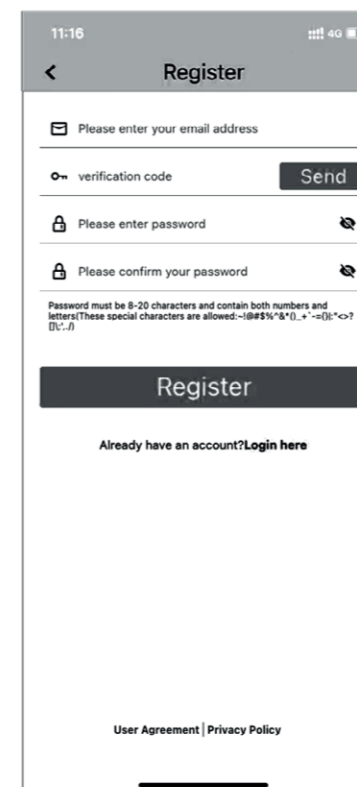 11:16 4G
Register
Please enter your email address
verification code Send
Please enter password
Please confirm your password
Password must be 8-20 characters and contain both numbers and
letters(These special characters are allowed:~!@#$%^&*()_+`-={}|:"<>?
Register
Already have an account?Login here
User Agreement | Privacy Policy